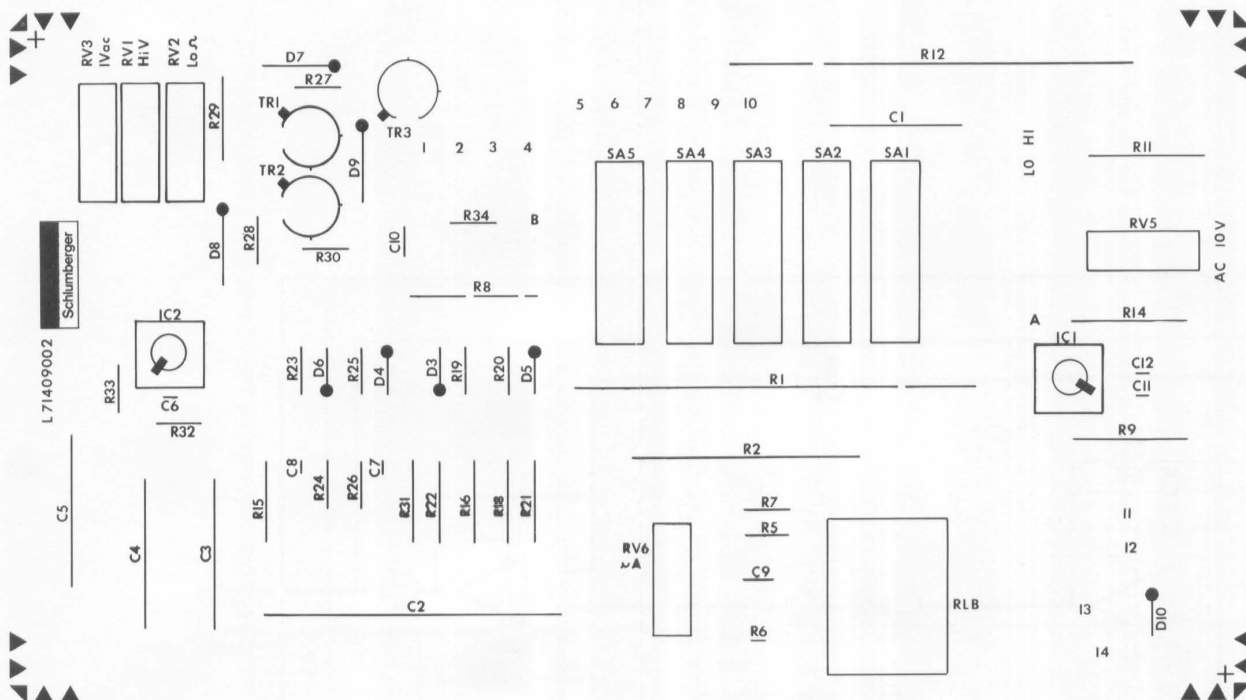 RV3
IVac
RV1
HiV
RV2
LoΩ
R29
D7
R27
TR1
TR3
D9
TR2
R28
D8
R30
C10
1
2
3
4
R34
B
R8
R12
5
6
7
8
9
10
C1
SA5
SA4
SA3
SA2
SA1
LO HI
R11
RV5
AC 10V
R14
A
IC1
C12
C11
R9
Schlumberger
L71409002
IC2
R33
C6
R32
R23
D6
R25
D4
D3
R19
R20
D5
R1
R2
C5
C4
C3
R15
C8
R24
R26
C7
R31
R22
R16
R18
R21
C2
R7
R5
RV6
μA
C9
R6
RLB
11
12
13
14
D10